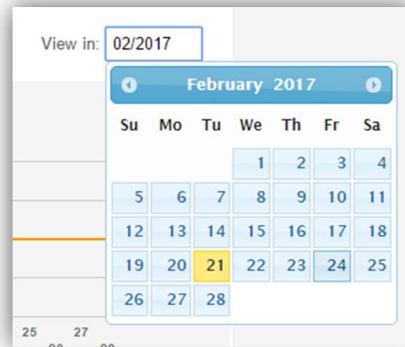 View in: 02/2017
February 2017
Su Mo Tu We Th Fr Sa
1 2 3 4
5 6 7 8 9 10 11
12 13 14 15 16 17 18
19 20 21 22 23 24 25
26 27 28
25 27